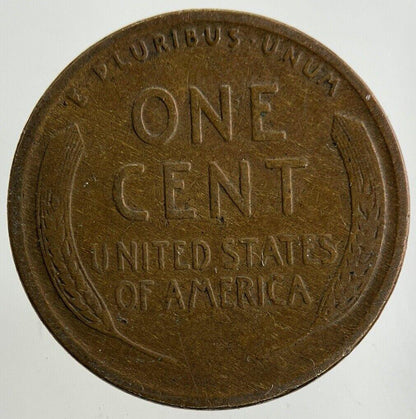 E·PLURIBUS·UNUM
ONE
CENT
UNITED STATES
OF AMERICA